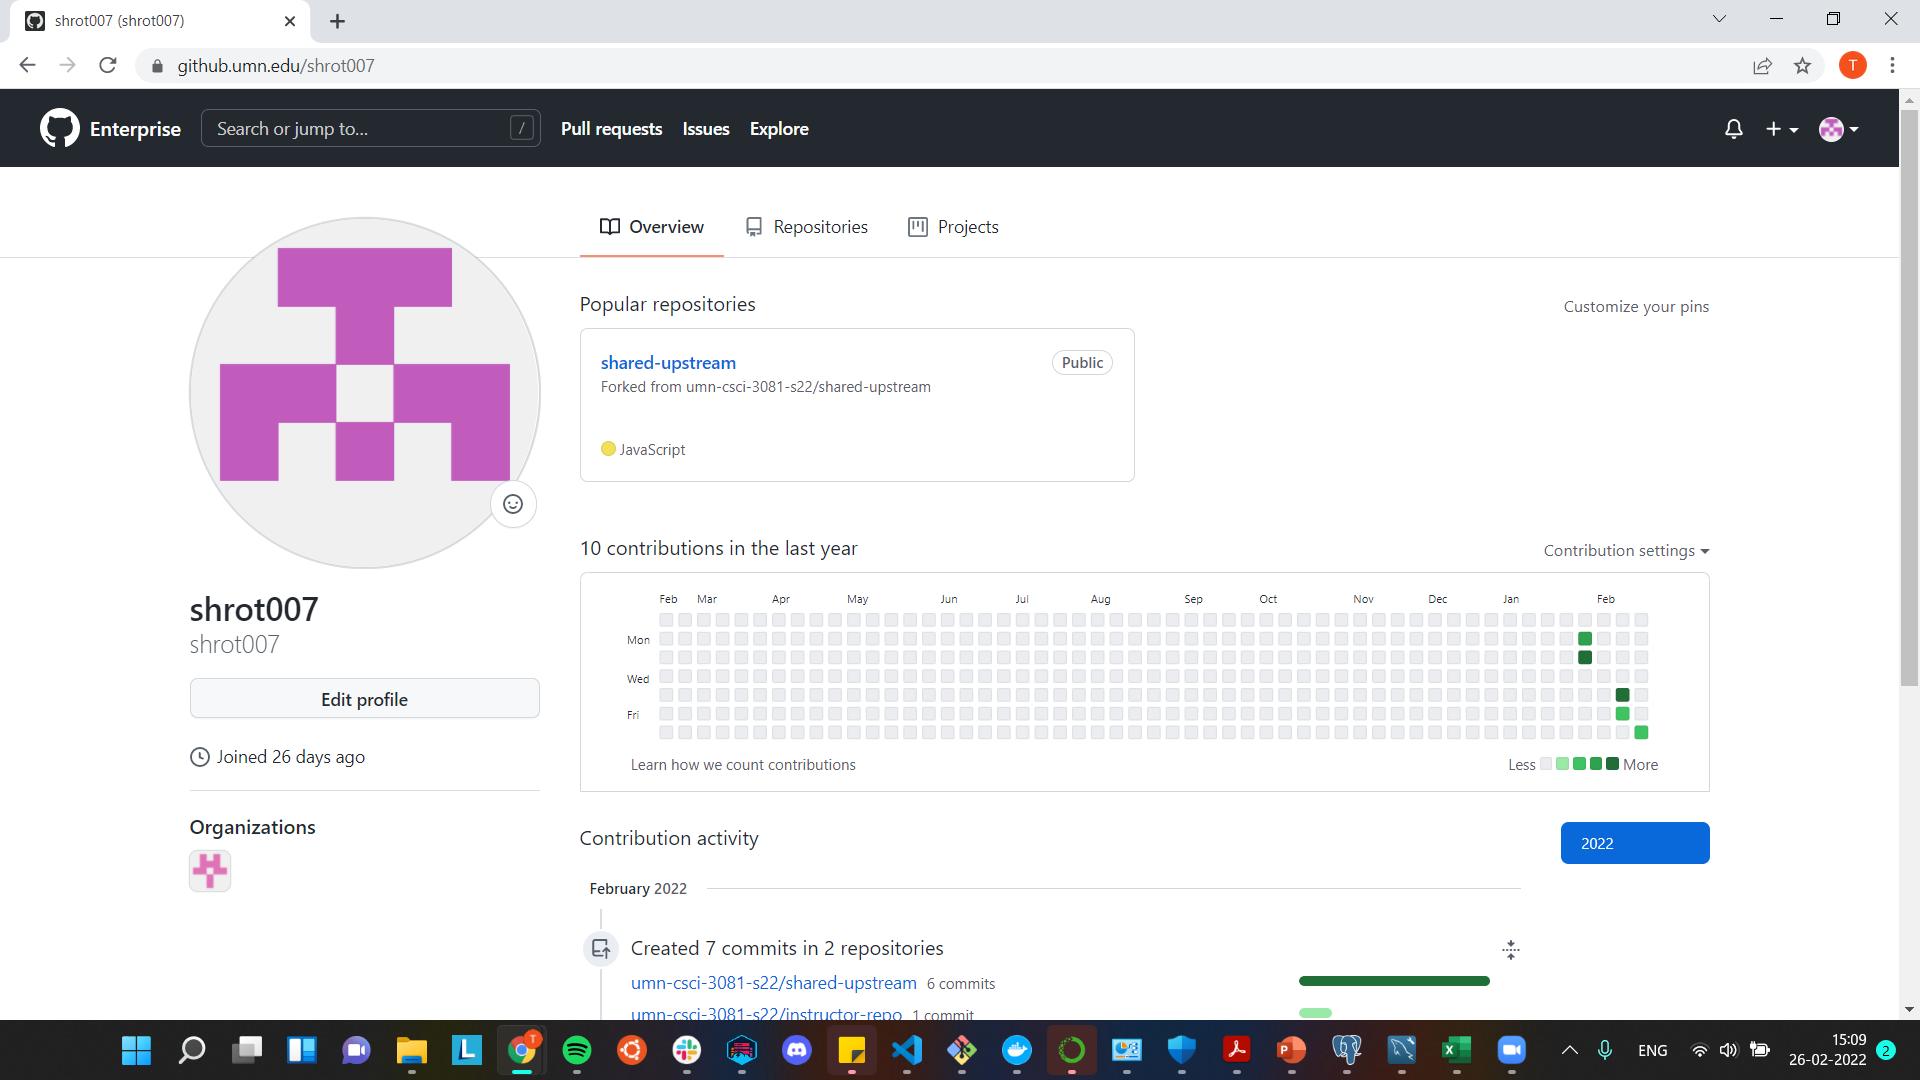 shrot007 (shrot007)
github.umn.edu/shrot007
T
Enterprise
Search or jump to...
/
Pull requests
Issues
Explore
Overview
Repositories
Projects
Popular repositories
Customize your pins
shared-upstream
Public
Forked from umn-csci-3081-s22/shared-upstream
JavaScript
10 contributions in the last year
Contribution settings
Feb Mar Apr May Jun Jul Aug Sep Oct Nov Dec Jan Feb
Mon
Wed
Fri
Learn how we count contributions
Less
More
shrot007
shrot007
Edit profile
Joined 26 days ago
Organizations
Contribution activity
2022
February 2022
Created 7 commits in 2 repositories
umn-csci-3081-s22/shared-upstream 6 commits
umn-csci-3081-s22/instructor-repo 1 commit
L
T
P
X
ENG
15:09
26-02-2022
2